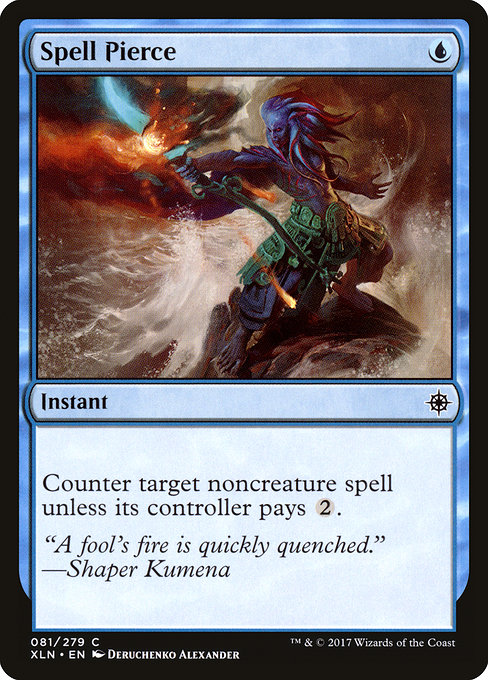 Spell Pierce
Instant
Counter target noncreature spell
unless its controller pays 2.
“A fool’s fire is quickly quenched.”
—Shaper Kumena
081/279 C
XLN • EN Deruchenko Alexander
™ & © 2017 Wizards of the Coast